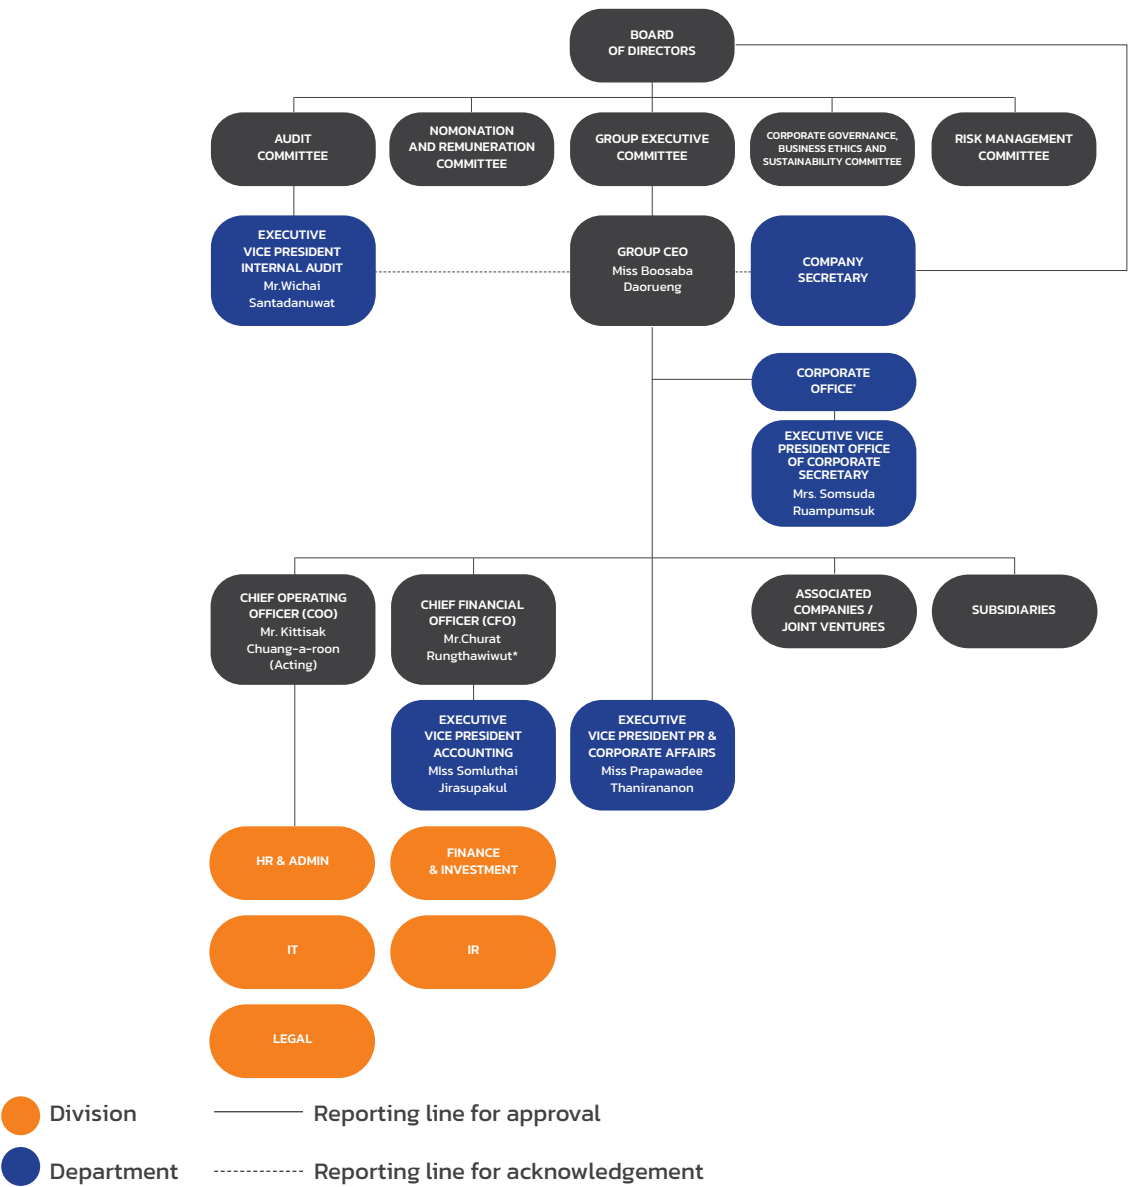 BOARD
OF DIRECTORS
AUDIT
COMMITTEE
NOMONATION
AND REMUNERATION
COMMITTEE
GROUP EXECUTIVE
COMMITTEE
CORPORATE GOVERNANCE,
BUSINESS ETHICS AND
SUSTAINABILITY COMMITTEE
RISK MANAGEMENT
COMMITTEE
EXECUTIVE
VICE PRESIDENT
INTERNAL AUDIT
Mr.Wichai
Santadanuwat
GROUP CEO
Miss Boosaba
Daorueng
COMPANY
SECRETARY
CORPORATE
OFFICE*
EXECUTIVE VICE
PRESIDENT OFFICE
OF CORPORATE
SECRETARY
Mrs. Somsuda
Ruampumsuk
CHIEF OPERATING
OFFICER (COO)
Mr. Kittisak
Chuang-a-roon
(Acting)
CHIEF FINANCIAL
OFFICER (CFO)
Mr.Churat
Rungthawiwut*
ASSOCIATED
COMPANIES /
JOINT VENTURES
SUBSIDIARIES
EXECUTIVE
VICE PRESIDENT
ACCOUNTING
MIss Somluthai
Jirasupakul
EXECUTIVE
VICE PRESIDENT PR &
CORPORATE AFFAIRS
Miss Prapawadee
Thanirananon
HR & ADMIN
FINANCE
& INVESTMENT
IT
IR
LEGAL
Division
Reporting line for approval
Department
Reporting line for acknowledgement